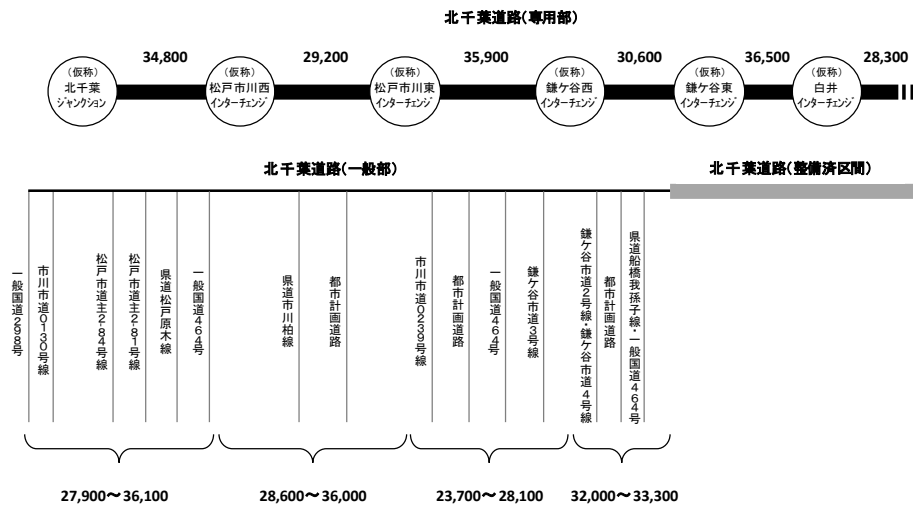 北千葉道路(専用部)
34,800
29,200
35,900
30,600
36,500
28,300
(仮称)
北千葉
ジャンクション
(仮称)
松戸市川西
インターチェンジ
(仮称)
松戸市川東
インターチェンジ
(仮称)
鎌ケ谷西
インターチェンジ
(仮称)
鎌ケ谷東
インターチェンジ
(仮称)
白井
インターチェンジ
北千葉道路(一般部)
北千葉道路(整備済区間)
一般国道298号
市川市道0130号線
松戸市道主2-84号線
松戸市道主2-81号線
県道松戸原木線
一般国道464号
県道市川柏線
都市計画道路
市川市道0239号線
都市計画道路
一般国道464号
鎌ケ谷市道3号線
鎌ケ谷市道2号線・鎌ケ谷市道4号線
都市計画道路
県道船橋我孫子線・一般国道464号
27,900～36,100
28,600～36,000
23,700～28,100
32,000～33,300